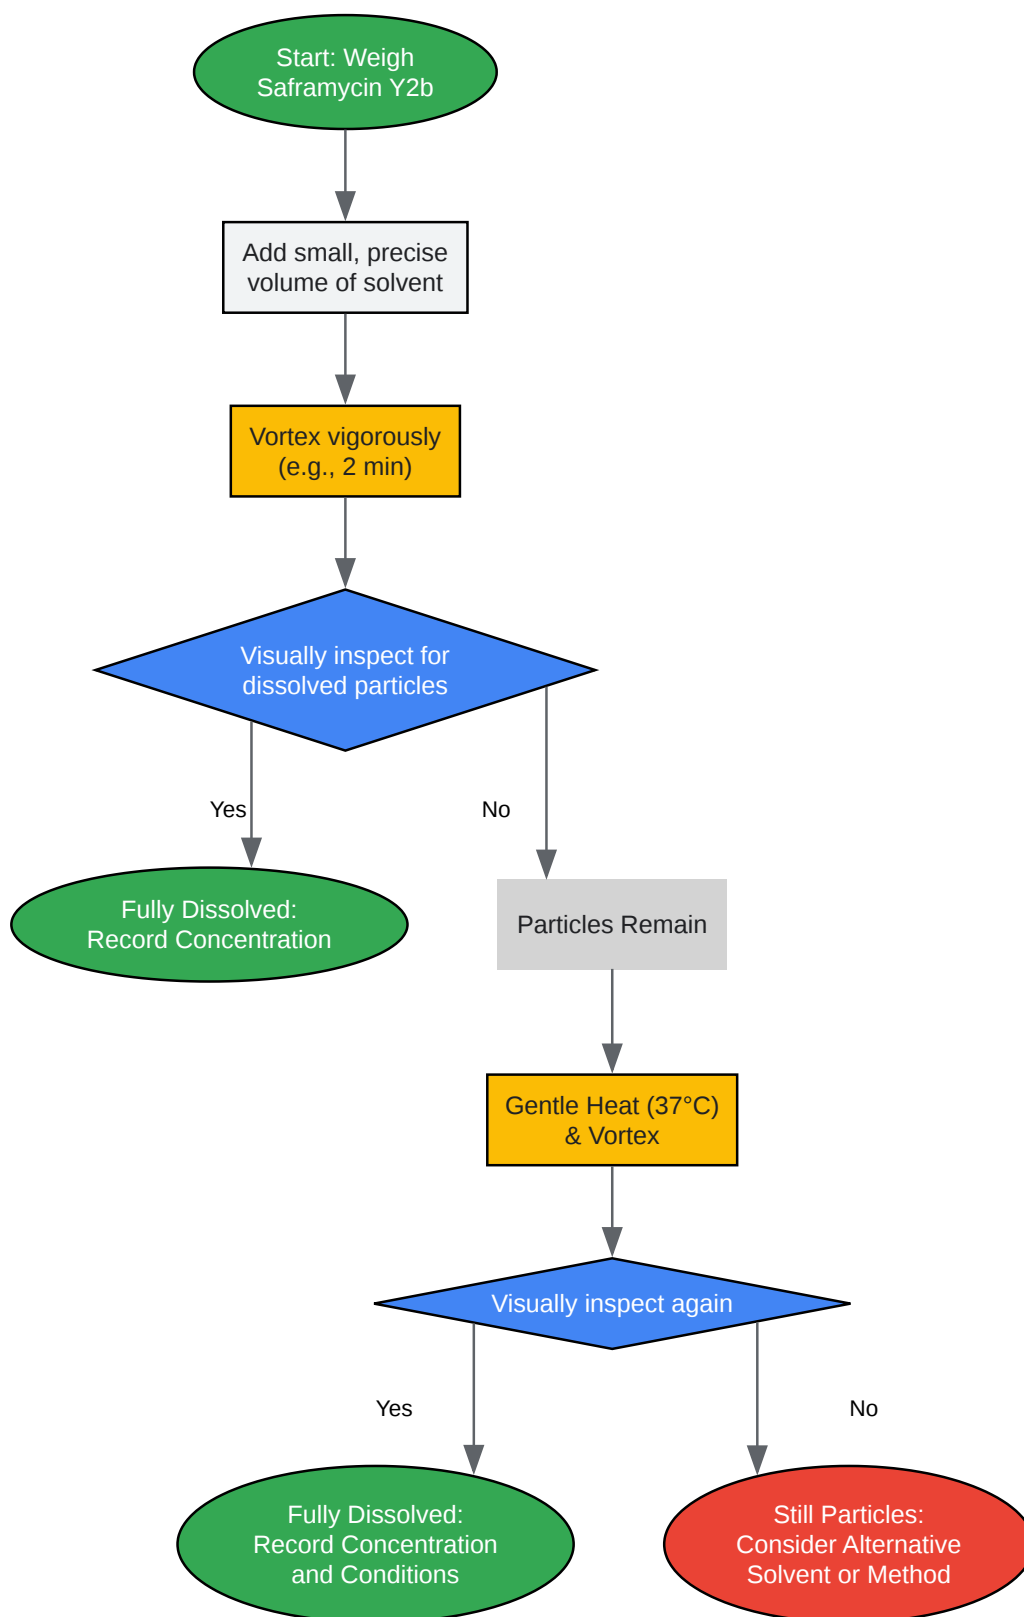 Start: Weigh
Saframycin Y2b
Add small, precise
volume of solvent
Vortex vigorously
(e.g., 2 min)
Visually inspect for
dissolved particles
Yes
No
Fully Dissolved:
Record Concentration
Particles Remain
Gentle Heat (37°C)
& Vortex
Visually inspect again
Yes
No
Fully Dissolved:
Record Concentration
and Conditions
Still Particles:
Consider Alternative
Solvent or Method